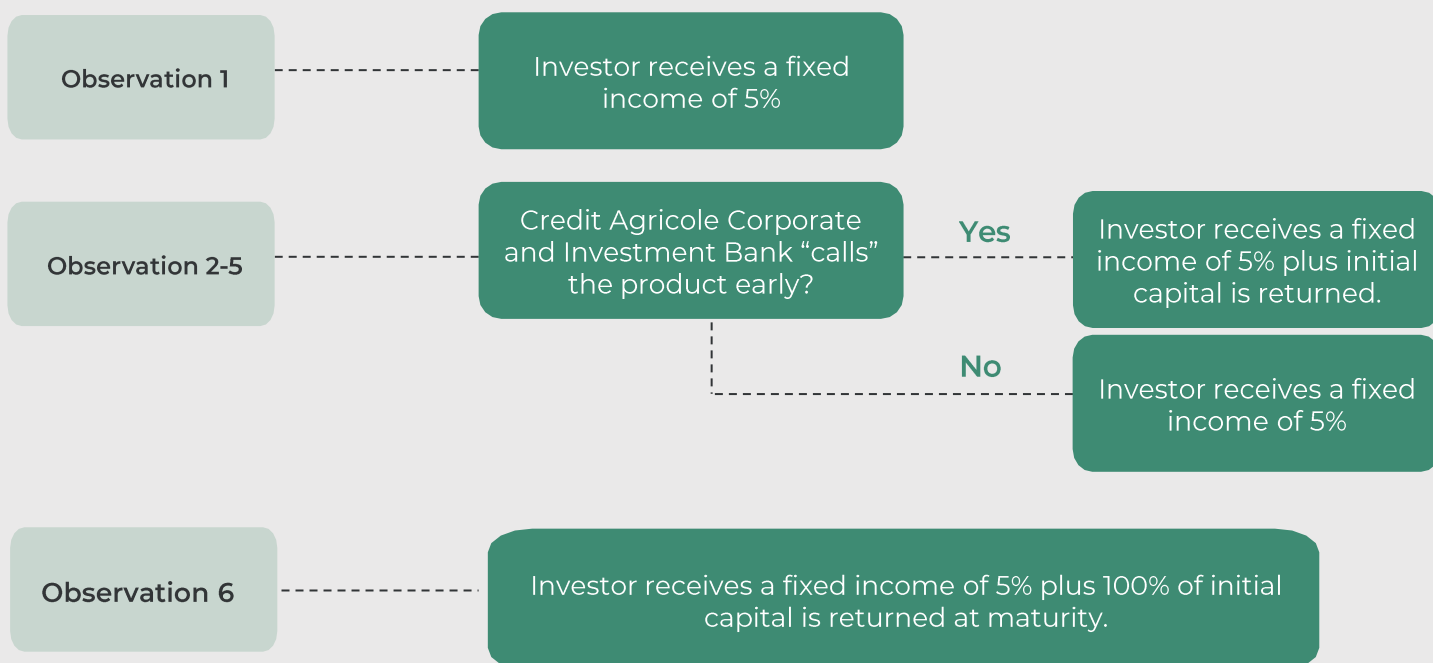 Observation 1
Investor receives a fixed
income of 5%
Observation 2-5
Credit Agricole Corporate
and Investment Bank “calls”
the product early?
Yes
Investor receives a fixed
income of 5% plus initial
capital is returned.
No
Investor receives a fixed
income of 5%
Observation 6
Investor receives a fixed income of 5% plus 100% of initial
capital is returned at maturity.